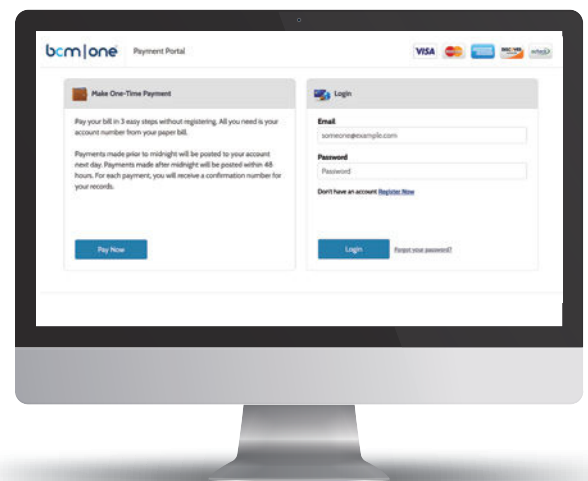 bcm|one Payment Portal
VISA
Make One-Time Payment
Pay your bill in 3 easy steps without registering. All you need is your
account number from your paper bill.
Payments made prior to midnight will be posted to your account
next day. Payments made after midnight will be posted within 48
hours. For each payment, you will receive a confirmation number for
your records.
Pay Now
Login
Email
someone@example.com
Password
Password
Don't have an account Register Now
Login Forgot your password?